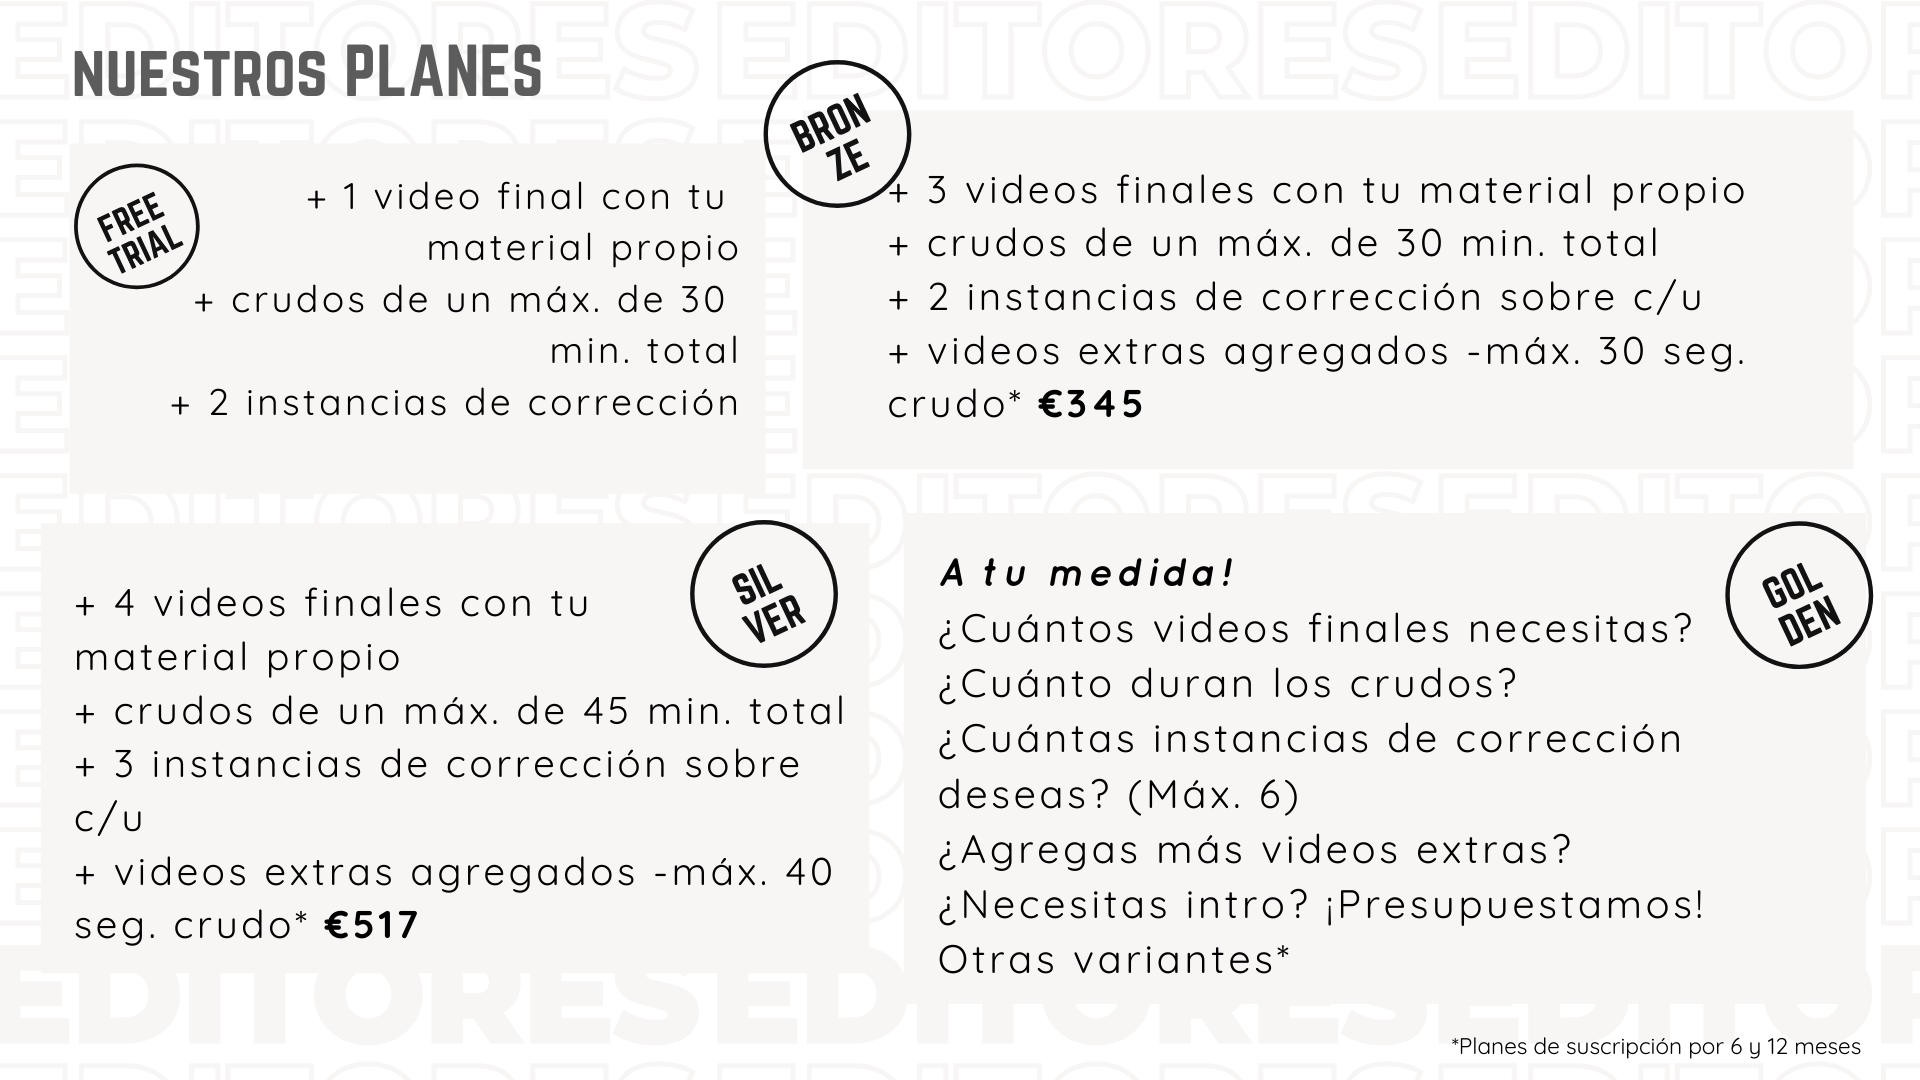 NUESTROS PLANES
FREE
TRIAL
+ 1 video final con tu
material propio
+ crudos de un máx. de 30
min. total
+ 2 instancias de corrección
BRON
ZE
+ 3 videos finales con tu material propio
+ crudos de un máx. de 30 min. total
+ 2 instancias de corrección sobre c/u
+ videos extras agregados -máx. 30 seg.
crudo* €345
SIL
VER
+ 4 videos finales con tu
material propio
+ crudos de un máx. de 45 min. total
+ 3 instancias de corrección sobre
c/u
+ videos extras agregados -máx. 40
seg. crudo* €517
GOL
DEN
A tu medida!
¿Cuántos videos finales necesitas?
¿Cuánto duran los crudos?
¿Cuántas instancias de corrección
deseas? (Máx. 6)
¿Agregas más videos extras?
¿Necesitas intro? ¡Presupuestamos!
Otras variantes*
EDITORESEDITORESEDITOR
*Planes de suscripción por 6 y 12 meses